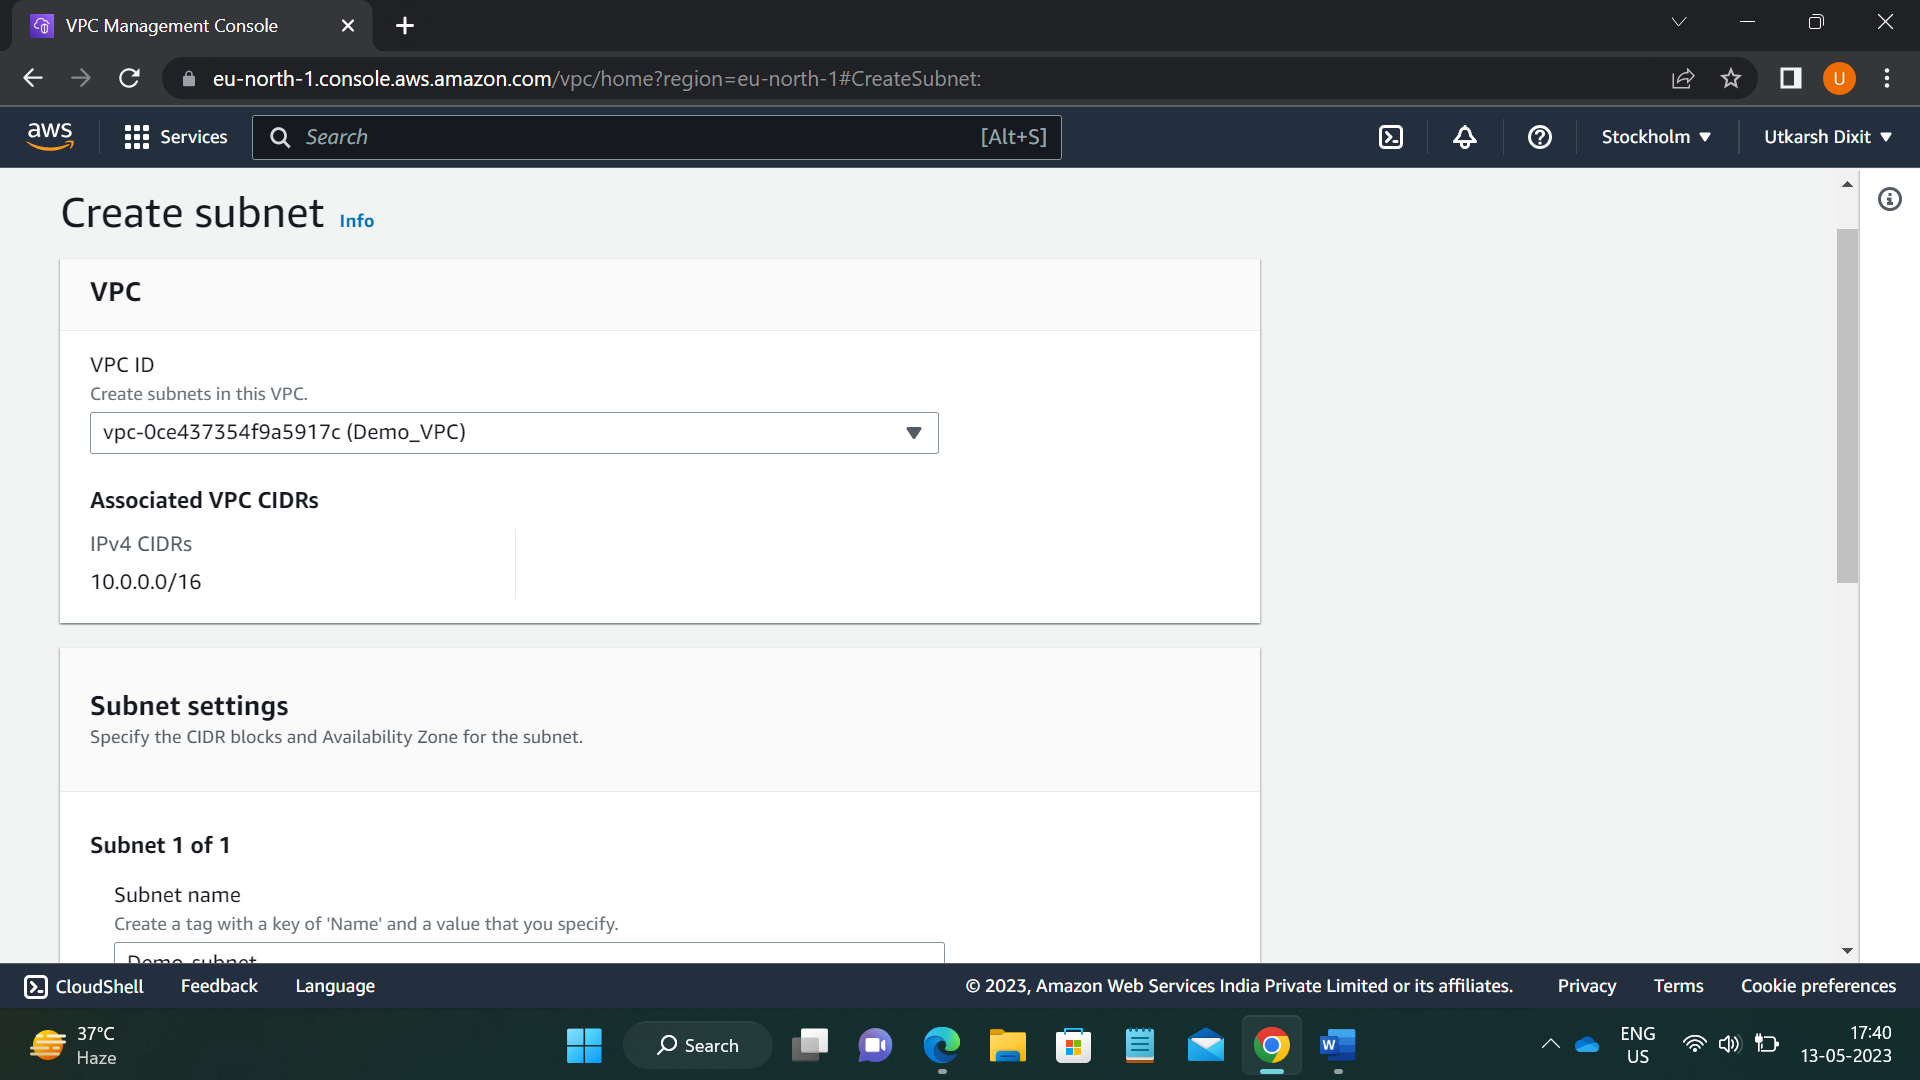 VPC Management Console
eu-north-1.console.aws.amazon.com/vpc/home?region=eu-north-1#CreateSubnet:
U
aws
Services
Search
[Alt+S]
Stockholm
Utkarsh Dixit
Create subnet Info
VPC
VPC ID
Create subnets in this VPC.
vpc-0ce437354f9a5917c (Demo_VPC)
Associated VPC CIDRs
IPv4 CIDRs
10.0.0.0/16
Subnet settings
Specify the CIDR blocks and Availability Zone for the subnet.
Subnet 1 of 1
Subnet name
Create a tag with a key of 'Name' and a value that you specify.
CloudShell
Feedback
Language
© 2023, Amazon Web Services India Private Limited or its affiliates.
Privacy
Terms
Cookie preferences
37°C
Haze
Search
W
ENG
US
17:40
13-05-2023